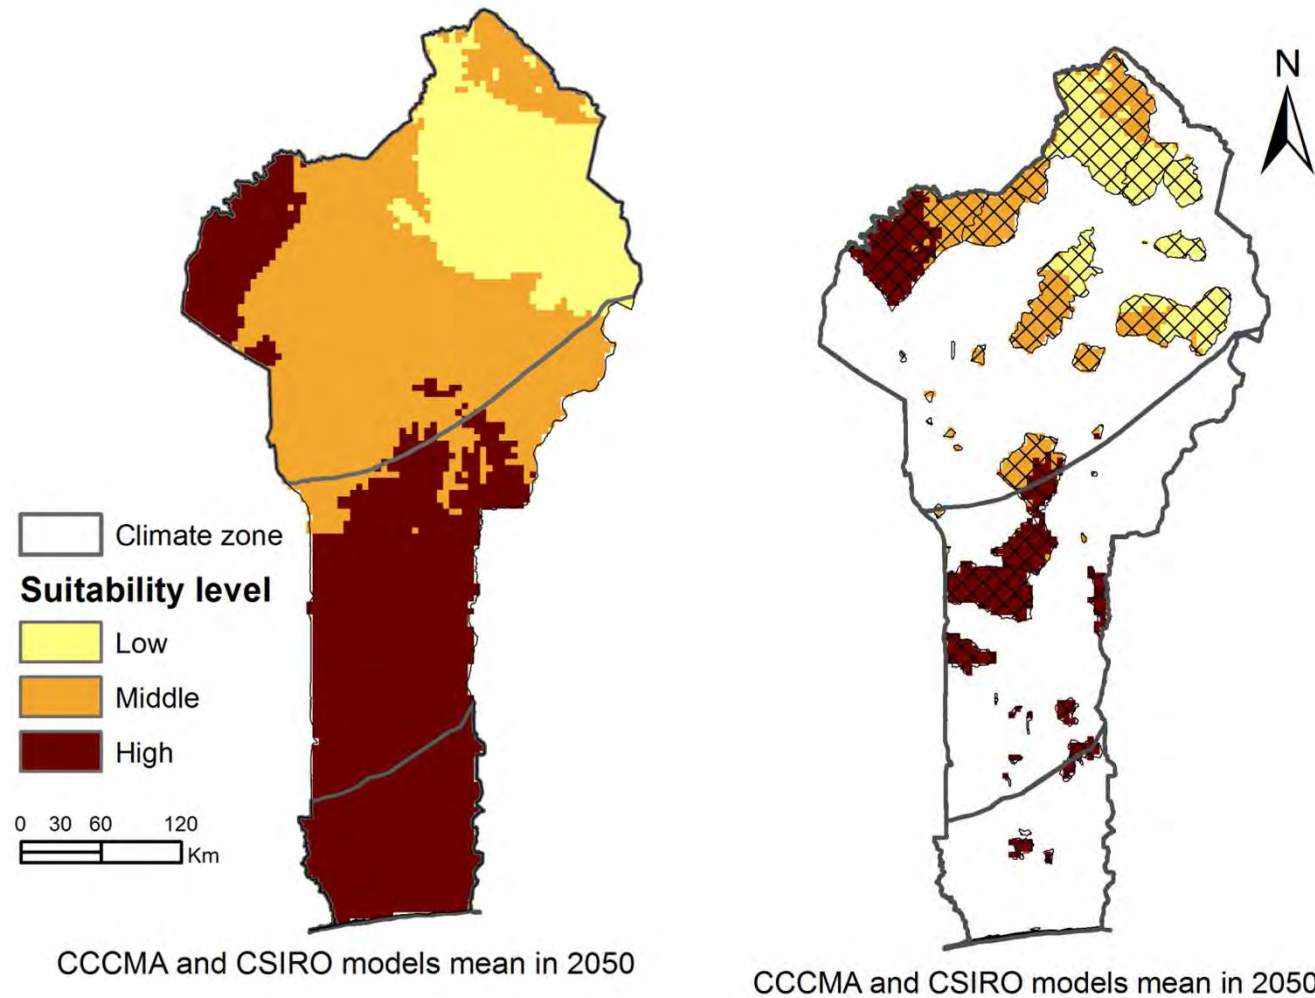 N
Climate zone
Suitability level
Low
Middle
High
0 30 60 120
Km
CCCMA and CSIRO models mean in 2050
CCCMA and CSIRO models mean in 2050